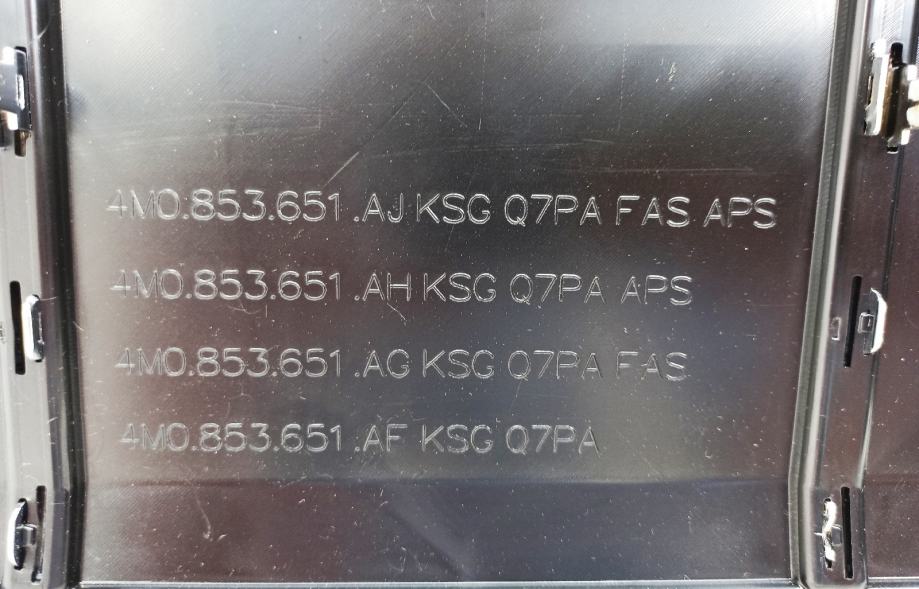 4M0.853.651.AJ KSG Q7PA FAS APS
4M0.853.651.AH KSG Q7PA APS
4M0.853.651.AG KSG Q7PA FAS
4M0.853.651.AF KSG Q7PA